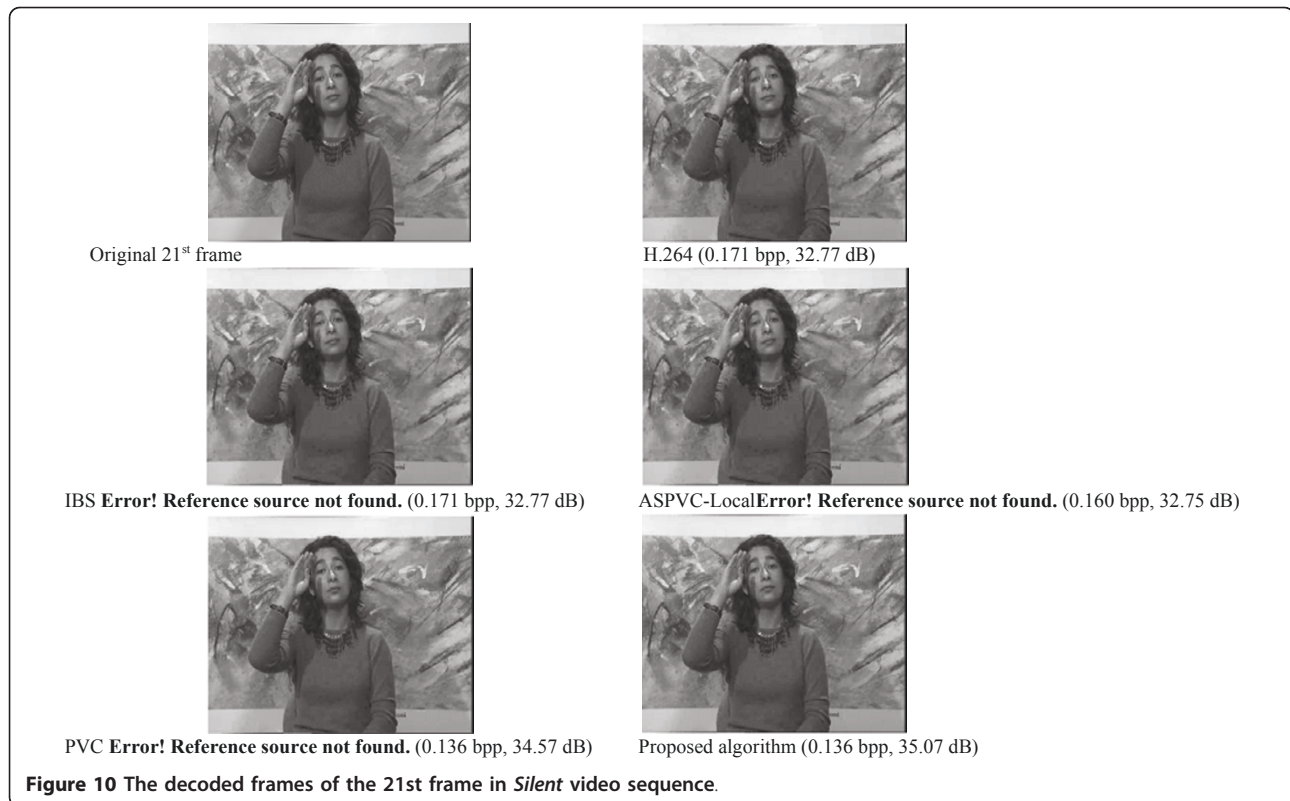 Original 21st frame
H.264 (0.171 bpp, 32.77 dB)
IBS Error! Reference source not found. (0.171 bpp, 32.77 dB)
ASPVC-LocalError! Reference source not found. (0.160 bpp, 32.75 dB)
PVC Error! Reference source not found. (0.136 bpp, 34.57 dB)
Proposed algorithm (0.136 bpp, 35.07 dB)
Figure 10 The decoded frames of the 21st frame in Silent video sequence.